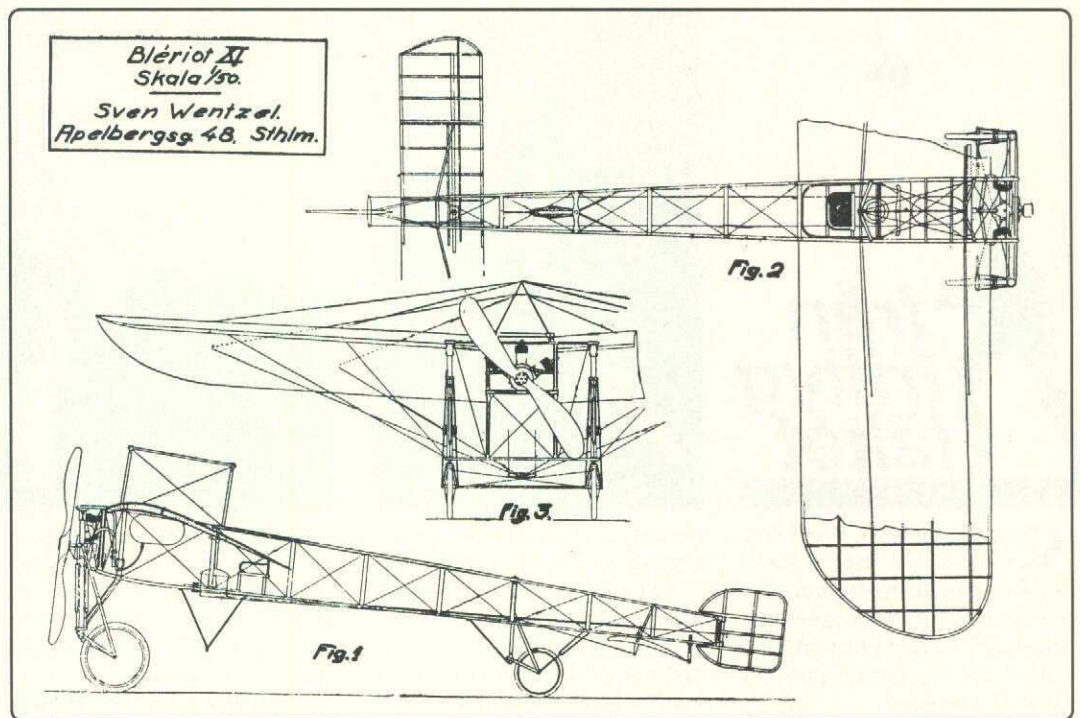 Blériot XI
Skala 1/50.
Sven Wentzel.
Apelbergsg. 48, Sthlm.
Fig. 2
Fig. 3.
Fig. 1